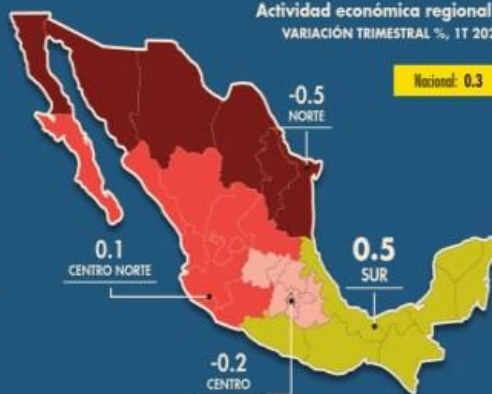 Actividad económica regional
VARIACIÓN TRIMESTRAL %, 1T
Nacional: 0.3
-0.5
NORTE
0.1
CENTRO NORTE
0.5
SUR
-0.2
CENTRO